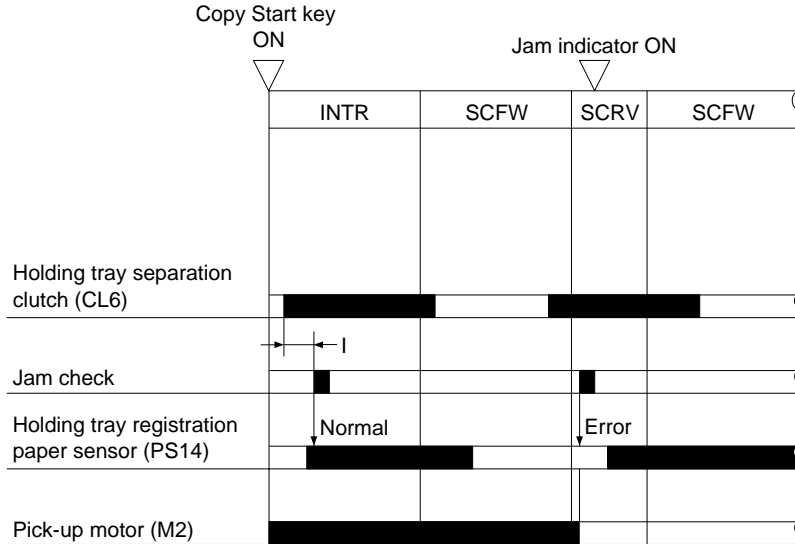 Copy Start key
ON
Jam indicator ON
INTR
SCFW
SCRV
SCFW
Holding tray separation
clutch (CL6)
I
Jam check
Holding tray registration
paper sensor (PS14)
Normal
Error
Pick-up motor (M2)